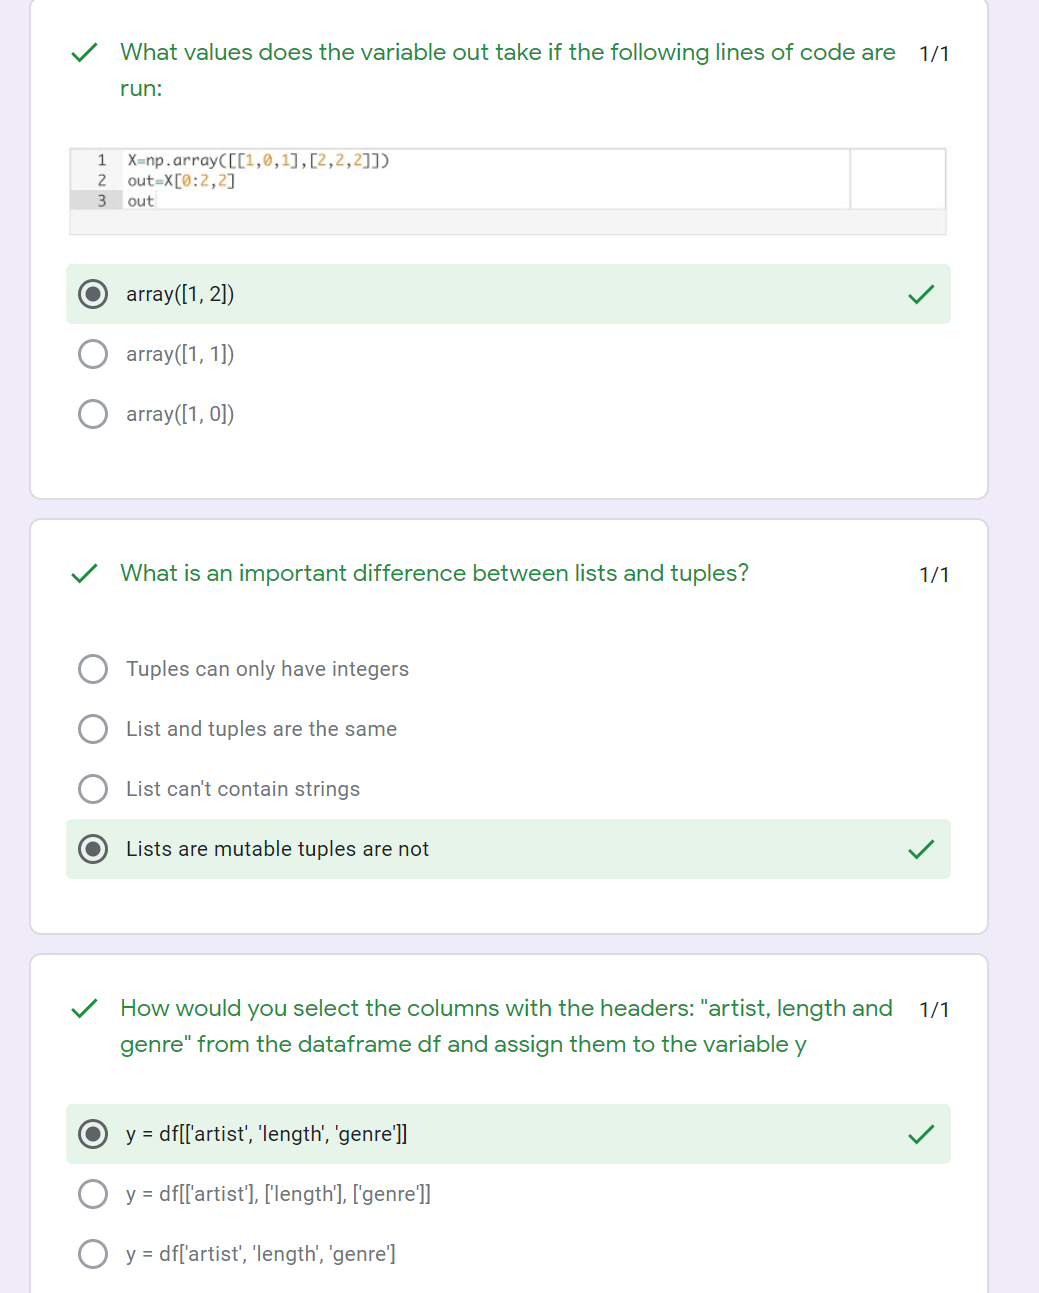 What values does the variable out take if the following lines of code are 1/1
run:
1 X=np.array([[1,0,1],[2,2,2]])
2 out=X[0:2,2]
3 out
array([1, 2])
array([1, 1])
array([1, 0])
What is an important difference between lists and tuples? 1/1
Tuples can only have integers
List and tuples are the same
List can't contain strings
Lists are mutable tuples are not
How would you select the columns with the headers: "artist, length and 1/1
genre" from the dataframe df and assign them to the variable y
y = df[['artist', 'length', 'genre']]
y = df[['artist'], ['length'], ['genre']]
y = df['artist', 'length', 'genre']